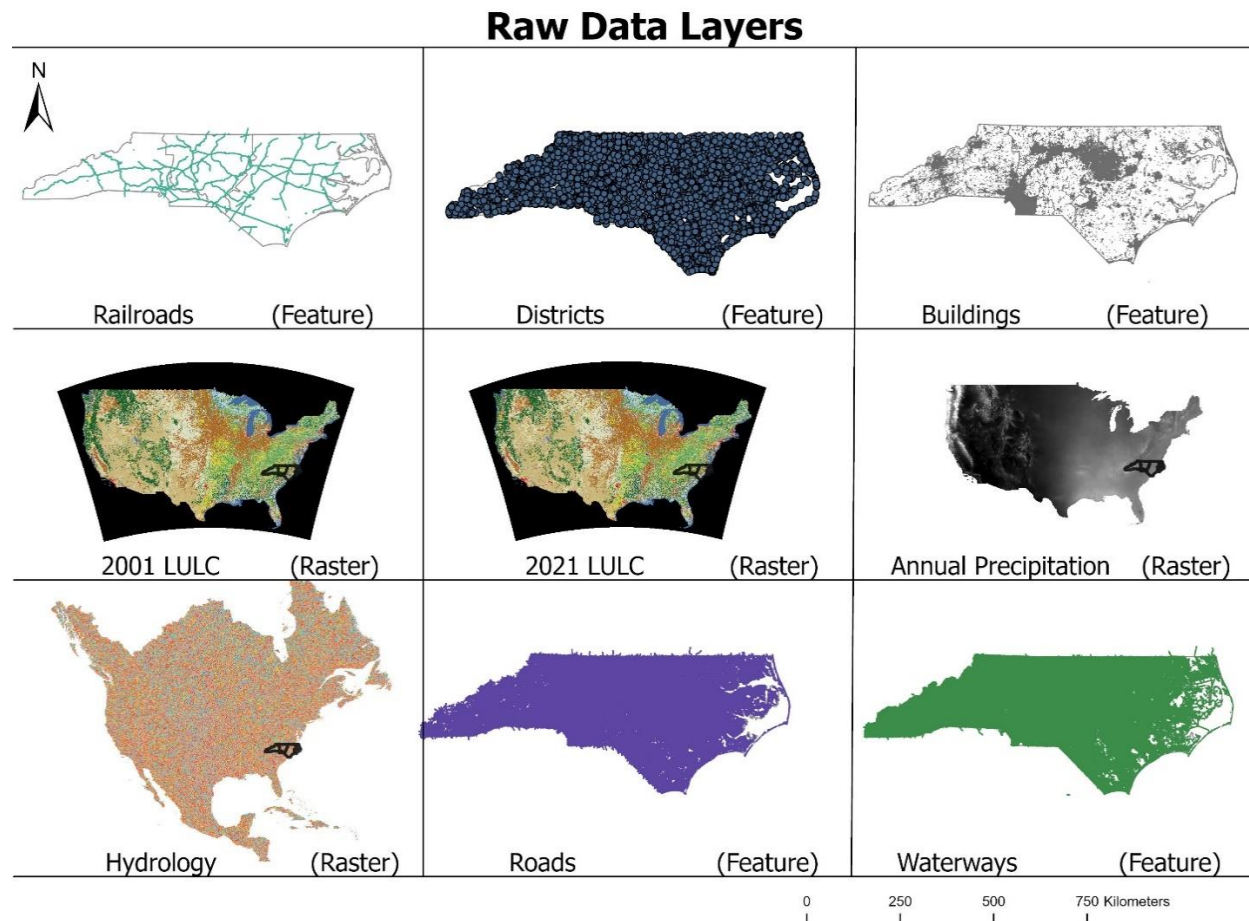 Raw Data Layers
N
Railroads (Feature)
Districts (Feature)
Buildings (Feature)
2001 LULC (Raster)
2021 LULC (Raster)
Annual Precipitation (Raster)
Hydrology (Raster)
Roads (Feature)
Waterways (Feature)
0 250 500 750 Kilometers